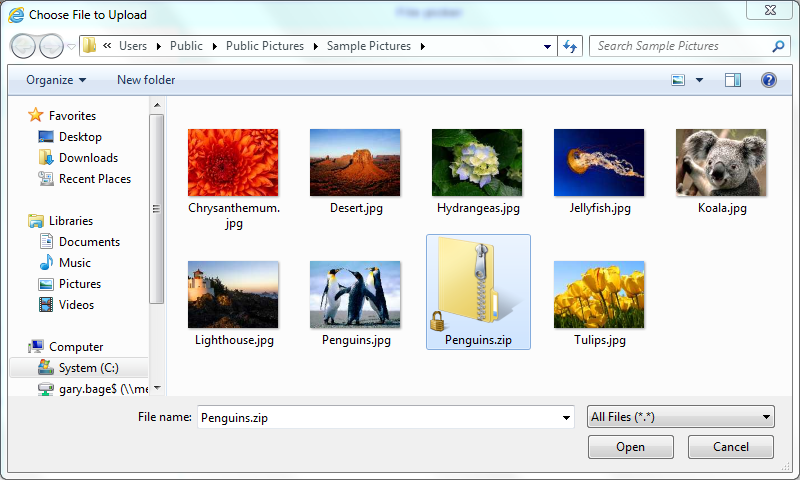 Choose File to Upload
File picker
« Users Public Public Pictures Sample Pictures
Search Sample Pictures
Organize New folder
Favorites
Desktop
Downloads
Recent Places
Libraries
Documents
Music
Pictures
Videos
Computer
System (C:)
gary.bage$ (\\me
Chrysanthemum.
jpg
Desert.jpg
Hydrangeas.jpg
Jellyfish.jpg
Koala.jpg
Lighthouse.jpg
Penguins.jpg
Penguins.zip
Tulips.jpg
File name: Penguins.zip All Files (*.*)
Open Cancel